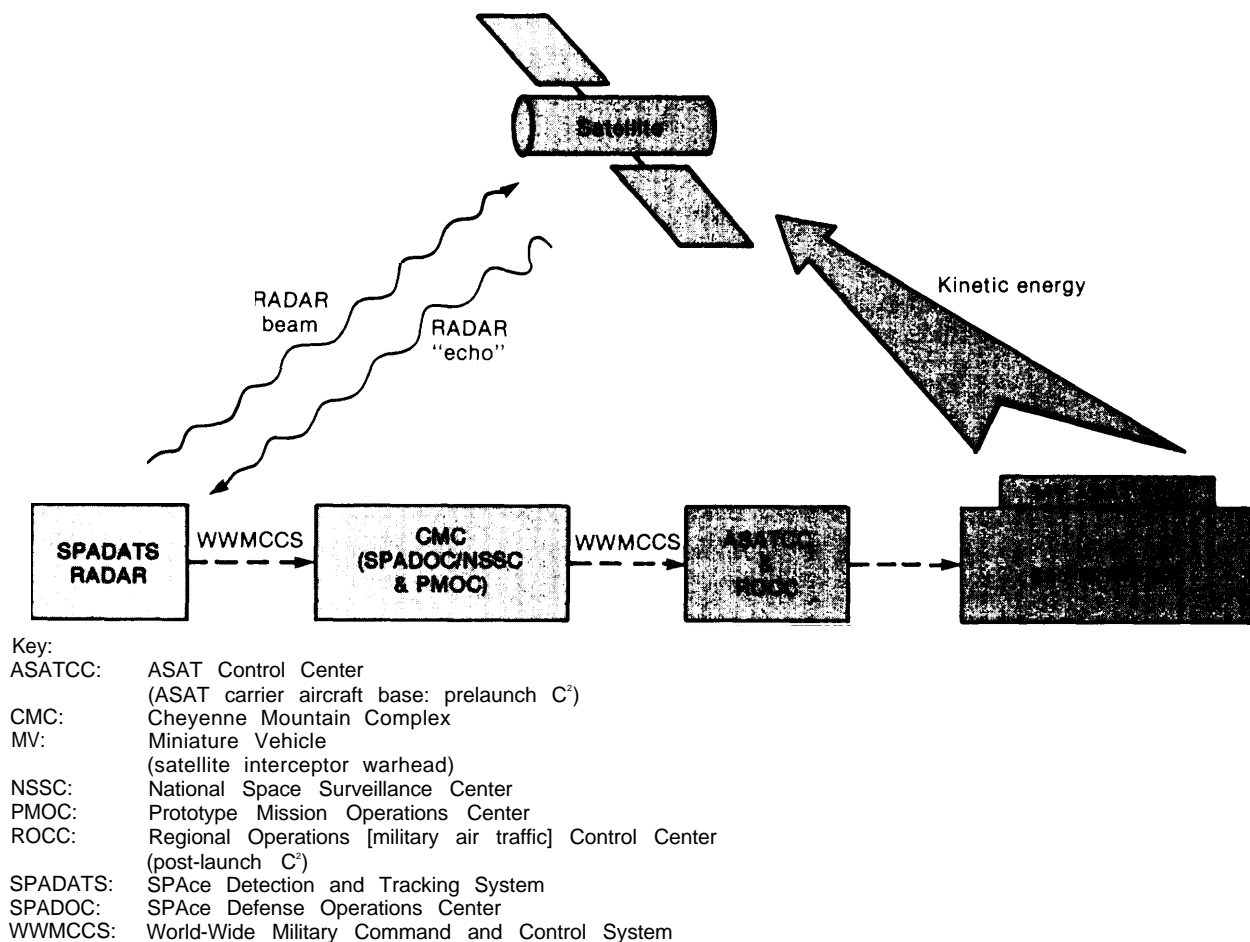 Satellite
Kinetic energy
RADAR
beam
RADAR
“echo”
SPADATS
RADAR
WWMCCS
CMC
(SPADOC/NSSC
& PMOC)
WWMCCS
ASATCC
&
ROCC
Key:
ASATCC: ASAT Control Center
(ASAT carrier aircraft base: prelaunch C²)
CMC: Cheyenne Mountain Complex
MV: Miniature Vehicle
(satellite interceptor warhead)
NSSC: National Space Surveillance Center
PMOC: Prototype Mission Operations Center
ROCC: Regional Operations [military air traffic] Control Center
(post-launch C²)
SPADATS: SPAce Detection and Tracking System
SPADOC: SPAce Defense Operations Center
WWMCCS: World-Wide Military Command and Control System